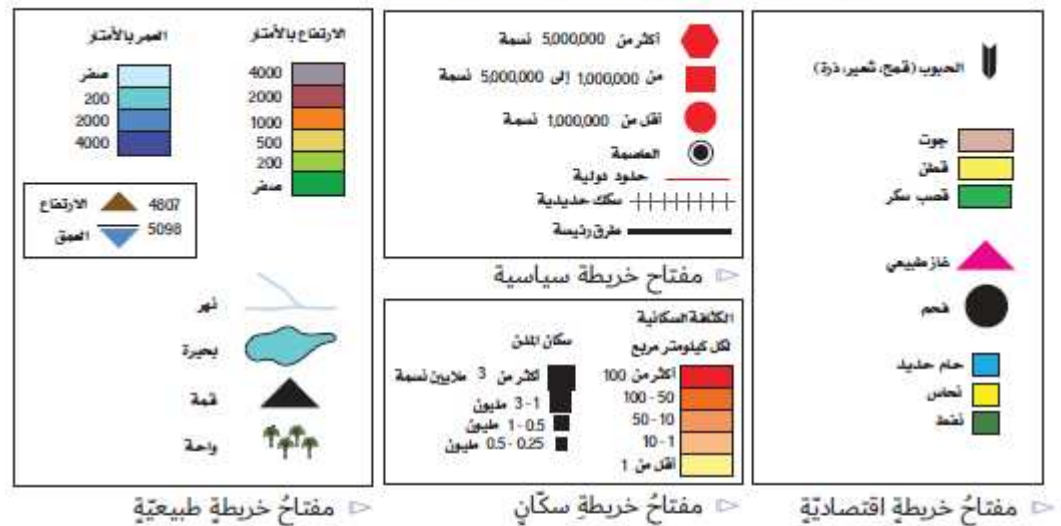 الحبوب (قمح، شعير، ذرة)
جوت
قطن
قصب سكر
غاز طبيعي
فحم
خام حديد
نحاس
نفط
مفتاحُ خريطةٍ اقتصاديّةٍ
أكثر من 5,000,000 نسمة
من 1,000,000 إلى 5,000,000 نسمة
أقل من 1,000,000 نسمة
العاصمة
حدود دولية
سكك حديدية
طرق رئيسة
مفتاح خريطة سياسية
الكثافة السكانية
لكل كيلومتر مربع
أكثر من 100
50 - 100
10 - 50
1 - 10
أقل من 1
سكان المدن
أكثر من 3 ملايين نسمة
1 - 3 مليون
0.5 - 1 مليون
0.25 - 0.5 مليون
مفتاحُ خريطةِ سكّانٍ
الارتفاع بالأمتار
4000
2000
1000
500
200
صفر
العمر بالأمتار
صفر
200
2000
4000
4807 الارتفاع
5098 العمق
نهر
بحيرة
قمة
واحة
مفتاحُ خريطةٍ طبيعيّةٍ